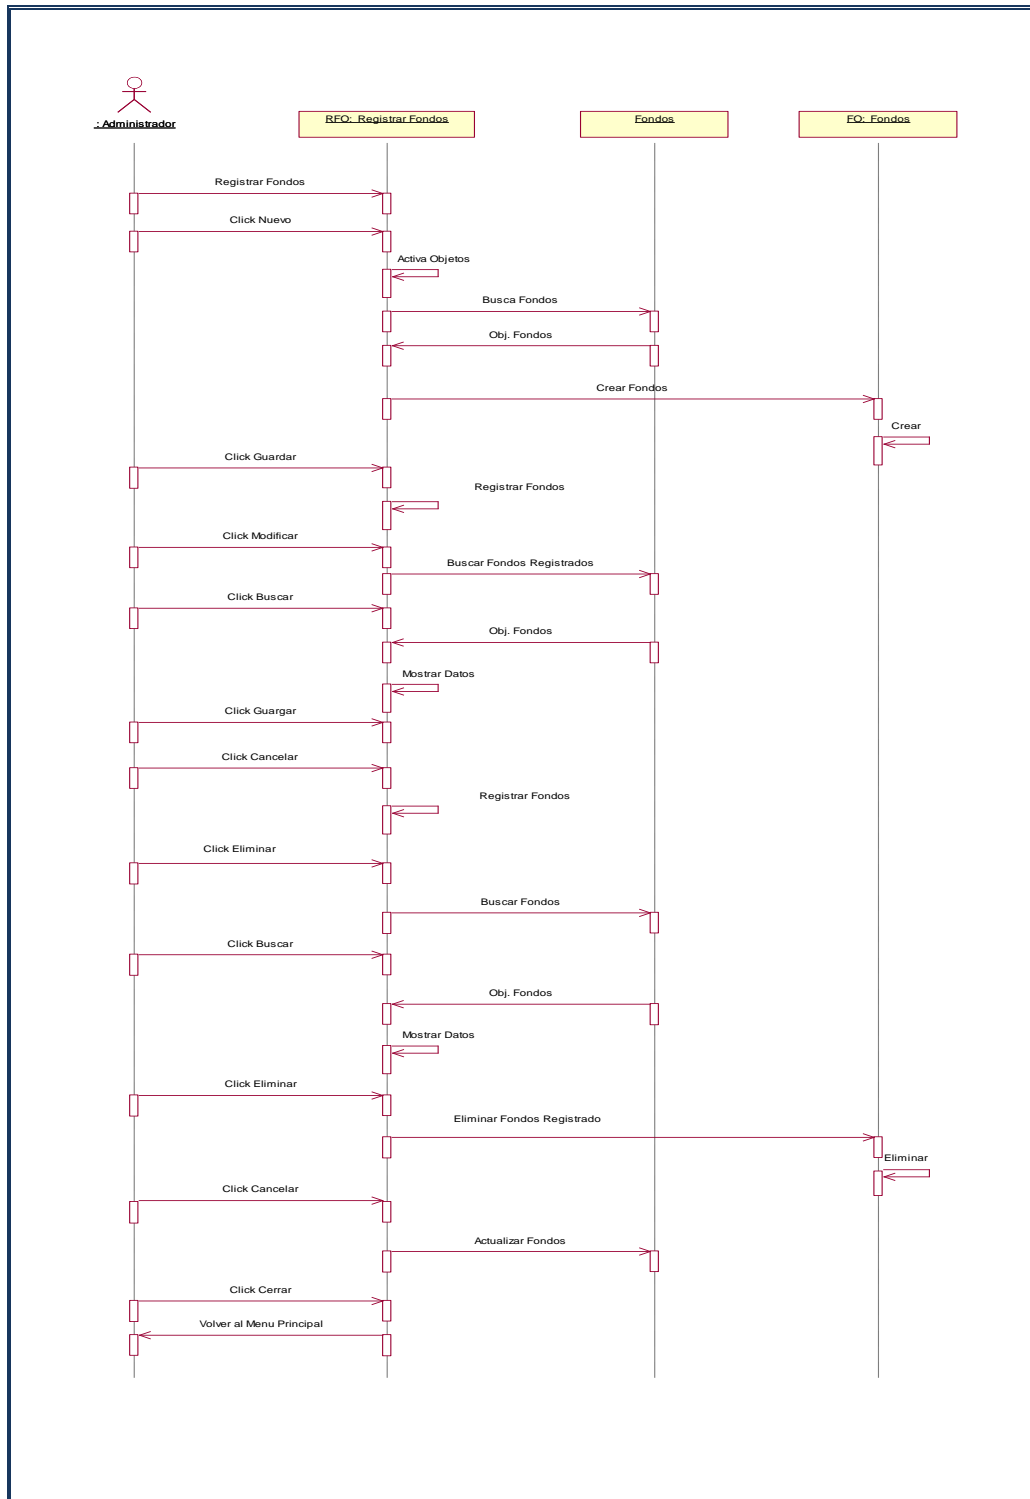 : Administrador
RFO: Registrar Fondos
Fondos
FO: Fondos
Registrar Fondos
Click Nuevo
Activa Objetos
Busca Fondos
Obj. Fondos
Crear Fondos
Crear
Click Guardar
Registrar Fondos
Click Modificar
Buscar Fondos Registrados
Click Buscar
Obj. Fondos
Mostrar Datos
Click Guargar
Click Cancelar
Registrar Fondos
Click Eliminar
Buscar Fondos
Click Buscar
Obj. Fondos
Mostrar Datos
Click Eliminar
Eliminar Fondos Registrado
Eliminar
Click Cancelar
Actualizar Fondos
Click Cerrar
Volver al Menu Principal